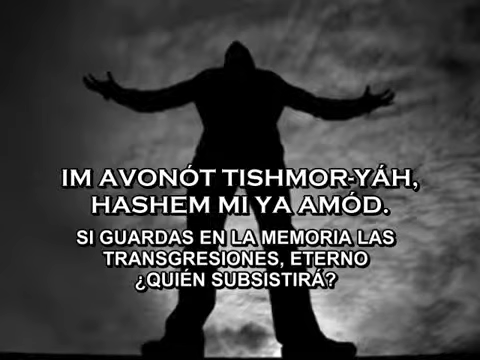 IM AVONÓT TISHMOR-YÁH,
HASHEM MI YA AMÓD.
SI GUARDAS EN LA MEMORIA LAS
TRANSGRESIONES, ETERNO
¿QUIÉN SUBSISTIRÁ?